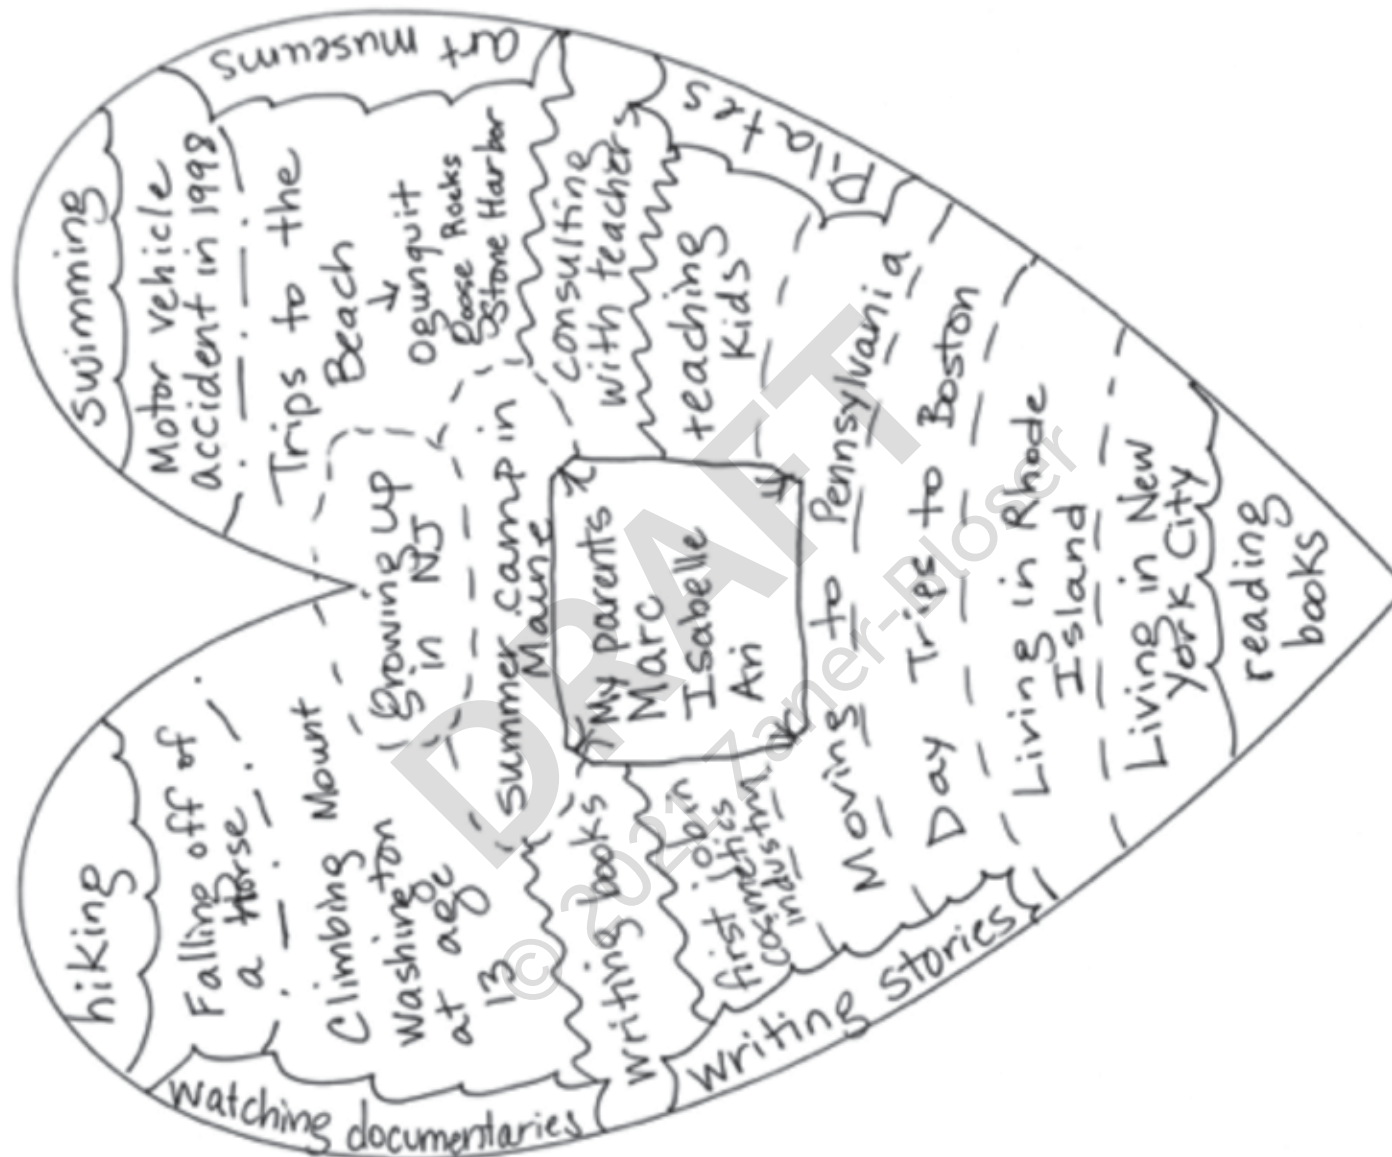 hiking
swimming
Falling off of
a Horse
Motor vehicle
accident in 1998
watching documentaries
art museums
Climbing Mount
Washington
at age
13
Trips to the
Beach
↓
Ogunquit
Goose Rocks
Stone Harbor
Growing up
in NJ
Summer camp in
Maine
writing books
consulting
with teachers
My parents
Marc
Isabelle
Ari
first job in
cosmetics
industry
teaching
Kids
Pilates
writing stories
Moving to Pennsylvania
Day Trips to Boston
Living in Rhode
Island
Living in New
York City
reading
books
DRAFT
© 2021 Zaner-Bloser